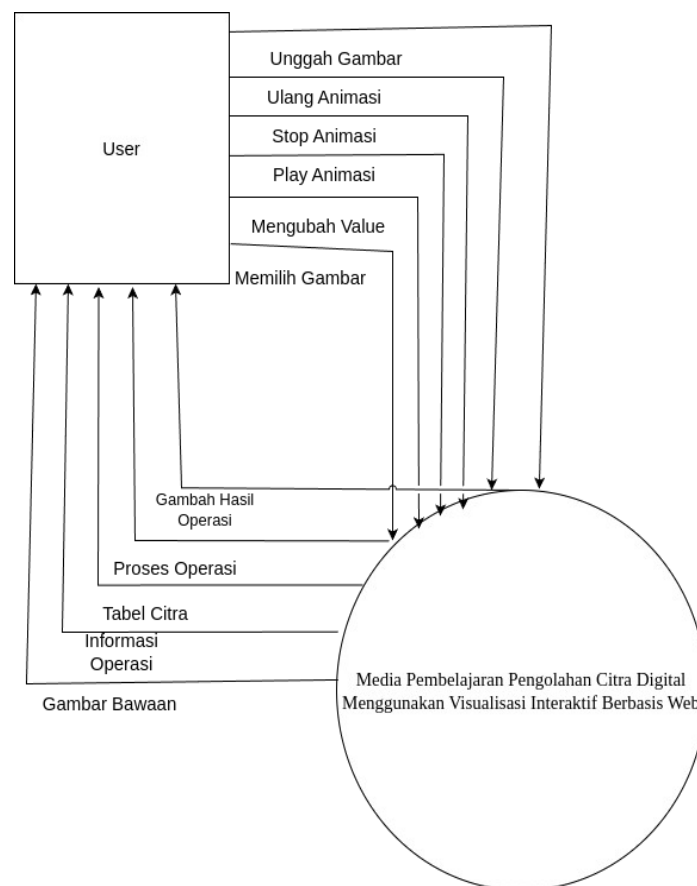 Unggah Gambar
Ulang Animasi
Stop Animasi
User
Play Animasi
Mengubah Value
Memilih Gambar
Gambah Hasil
Operasi
Proses Operasi
Tabel Citra
Informasi
Operasi
Gambar Bawaan
Media Pembelajaran Pengolahan Citra Digital
Menggunakan Visualisasi Interaktif Berbasis Web